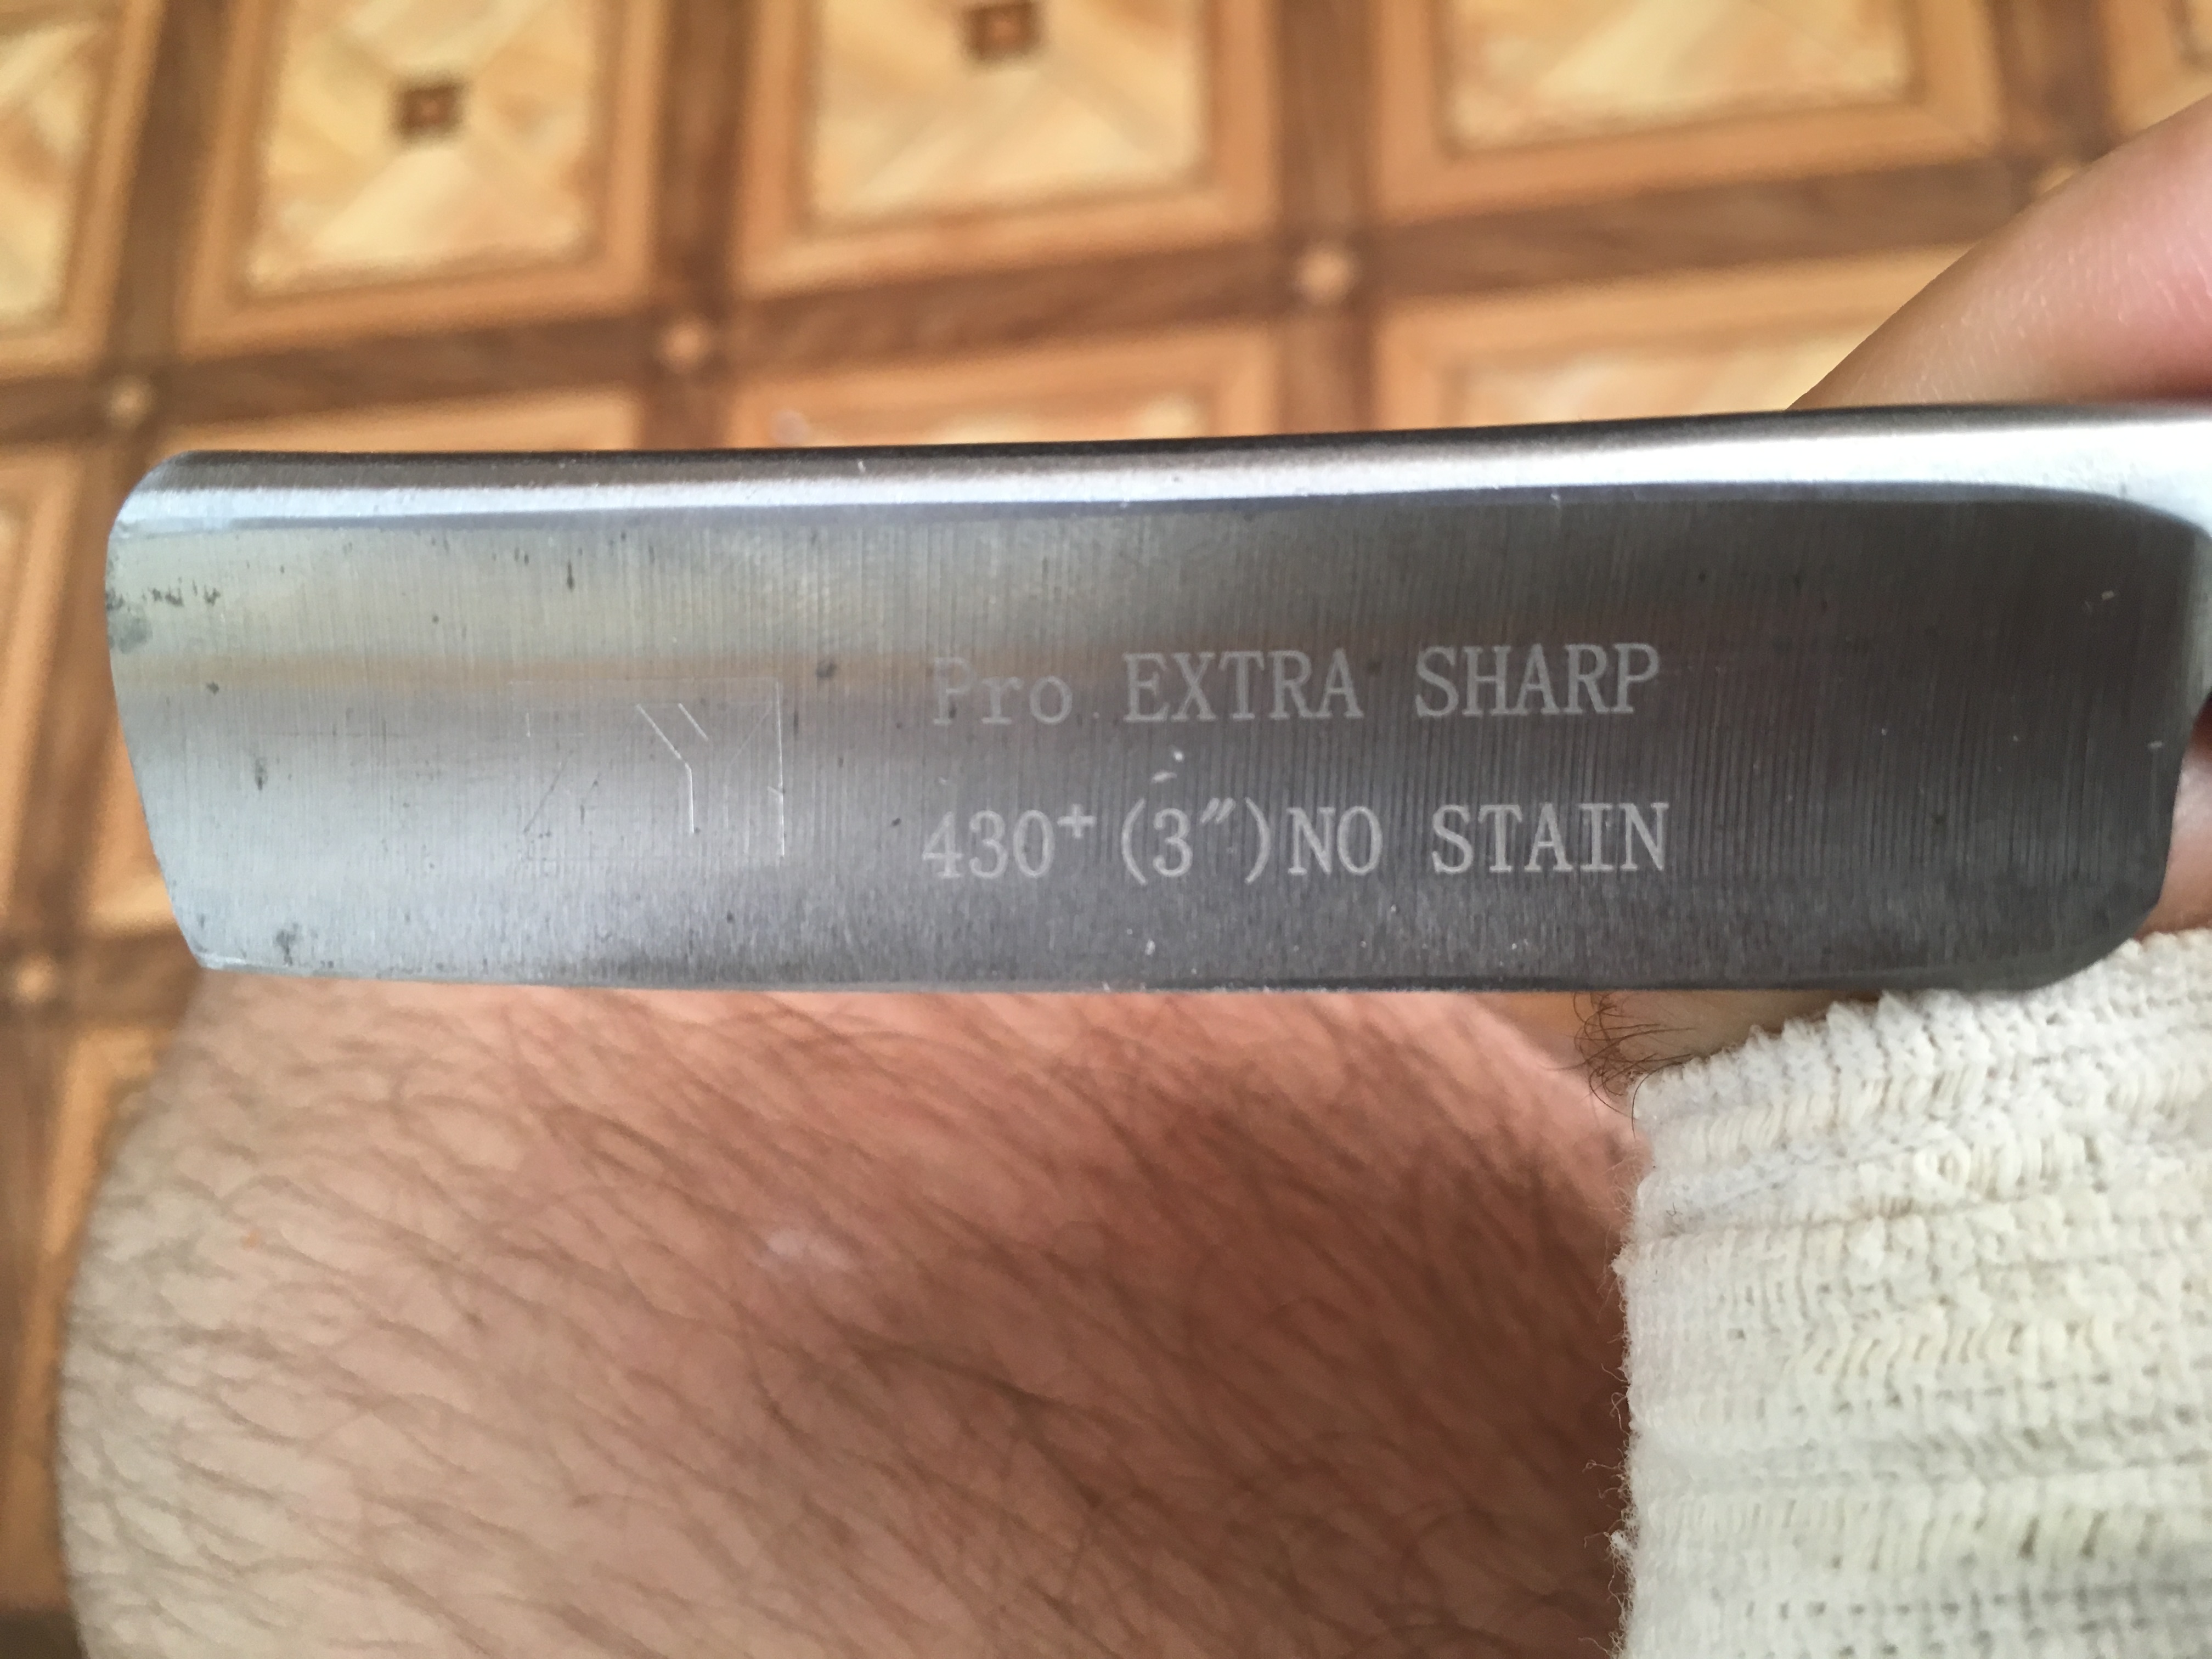 Pro EXTRA SHARP
430⁺(3″)NO STAIN